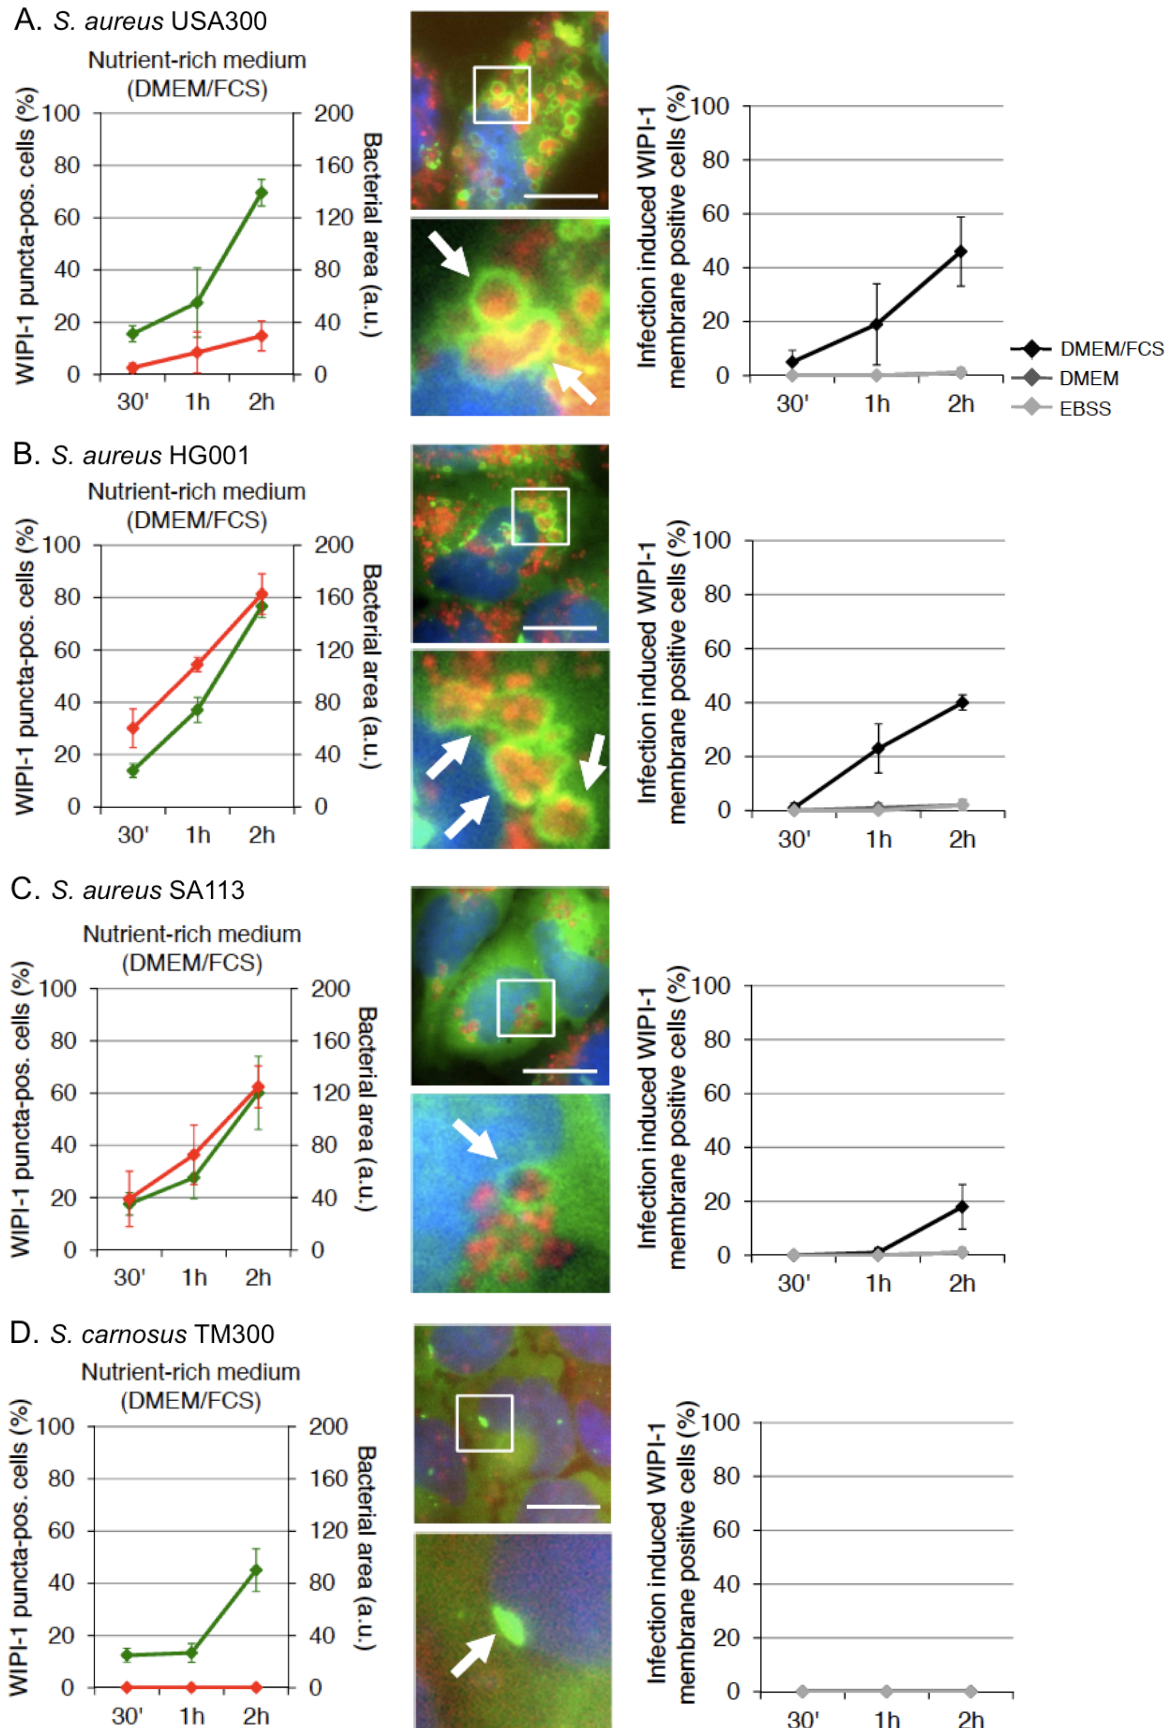 A. S. aureus USA300
Nutrient-rich medium
(DMEM/FCS)
WIPI-1 puncta-pos. cells (%)
100
80
60
40
20
0
30'
1h
2h
200
160
120
80
40
0
Bacterial area (a.u.)
Infection induced WIPI-1
membrane positive cells (%)
100
80
60
40
20
0
30'
1h
2h
DMEM/FCS
DMEM
EBSS
B. S. aureus HG001
Nutrient-rich medium
(DMEM/FCS)
WIPI-1 puncta-pos. cells (%)
100
80
60
40
20
0
30'
1h
2h
200
160
120
80
40
0
Bacterial area (a.u.)
Infection induced WIPI-1
membrane positive cells (%)
100
80
60
40
20
0
30'
1h
2h
C. S. aureus SA113
Nutrient-rich medium
(DMEM/FCS)
WIPI-1 puncta-pos. cells (%)
100
80
60
40
20
0
30'
1h
2h
200
160
120
80
40
0
Bacterial area (a.u.)
Infection induced WIPI-1
membrane positive cells (%)
100
80
60
40
20
0
30'
1h
2h
D. S. carnosus TM300
Nutrient-rich medium
(DMEM/FCS)
WIPI-1 puncta-pos. cells (%)
100
80
60
40
20
0
30'
1h
2h
200
160
120
80
40
0
Bacterial area (a.u.)
Infection induced WIPI-1
membrane positive cells (%)
100
80
60
40
20
0
30'
1h
2h